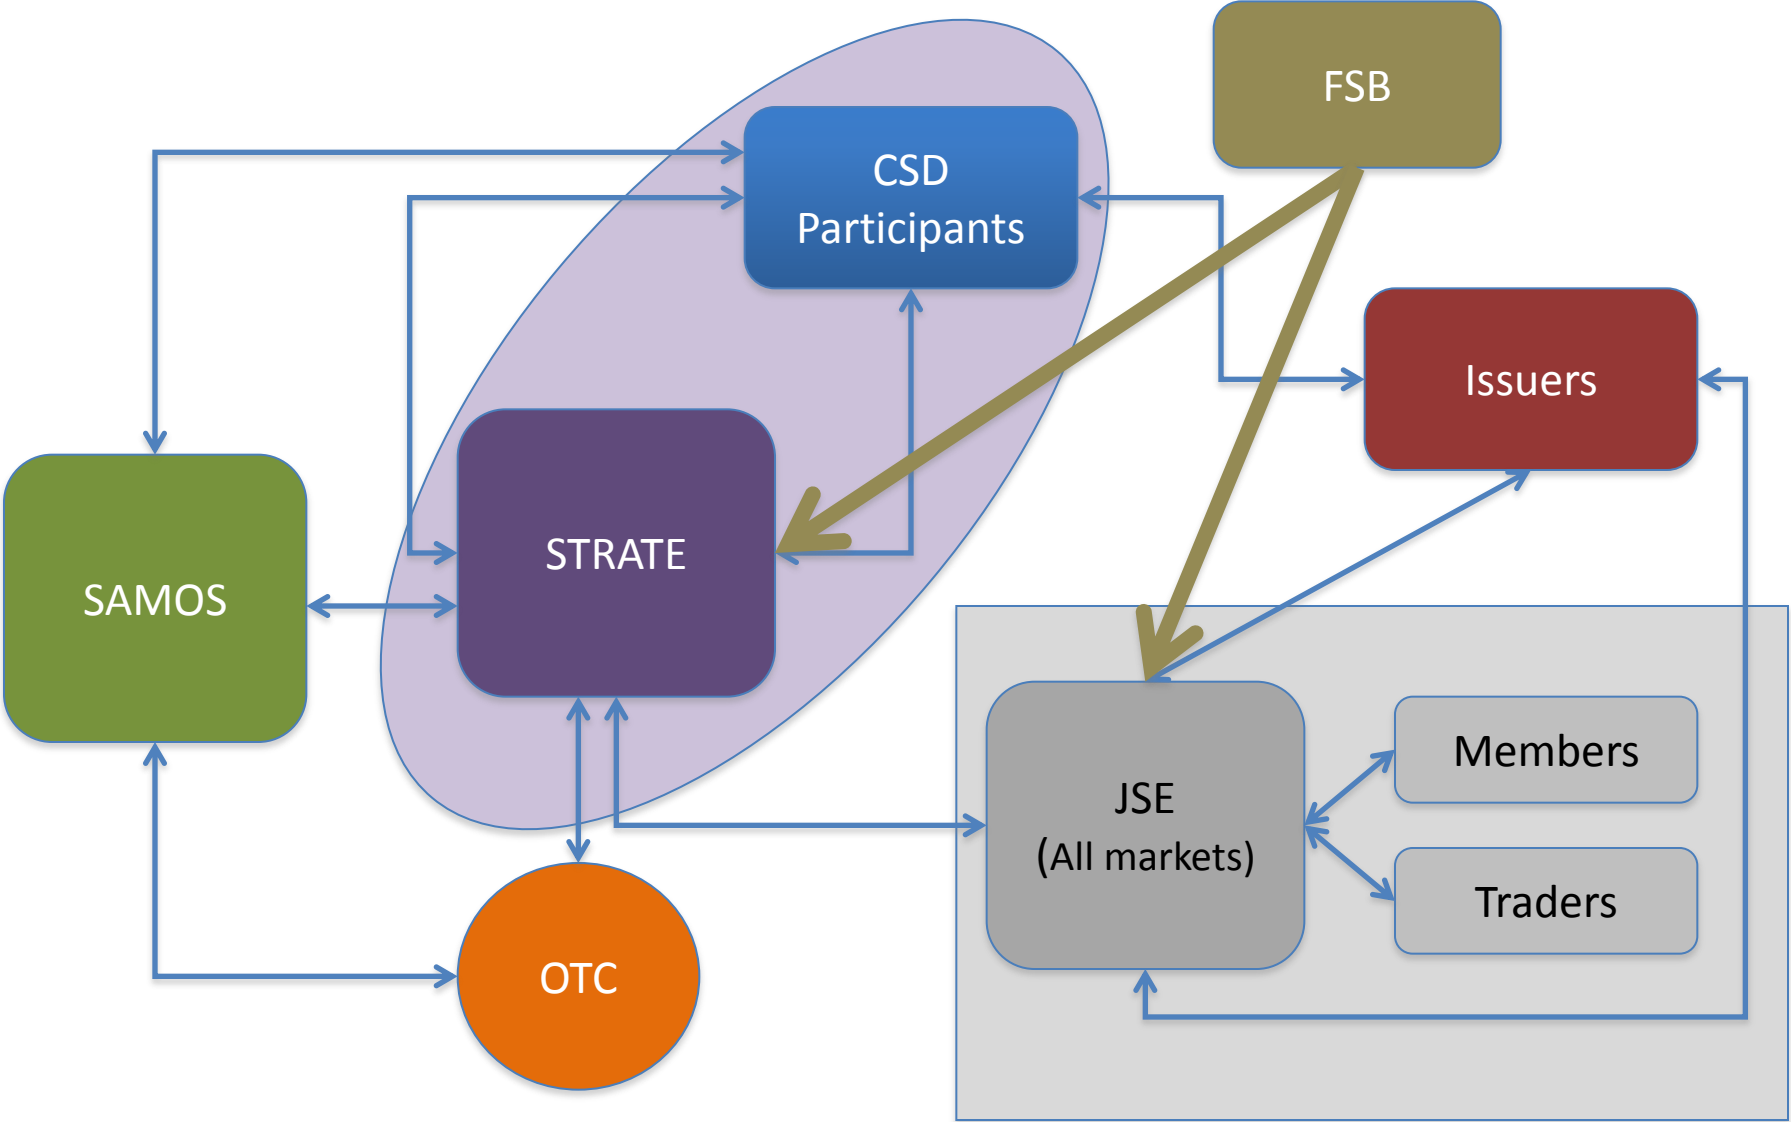 FSB
CSD
Participants
Issuers
STRATE
SAMOS
Members
JSE
(All markets)
Traders
OTC